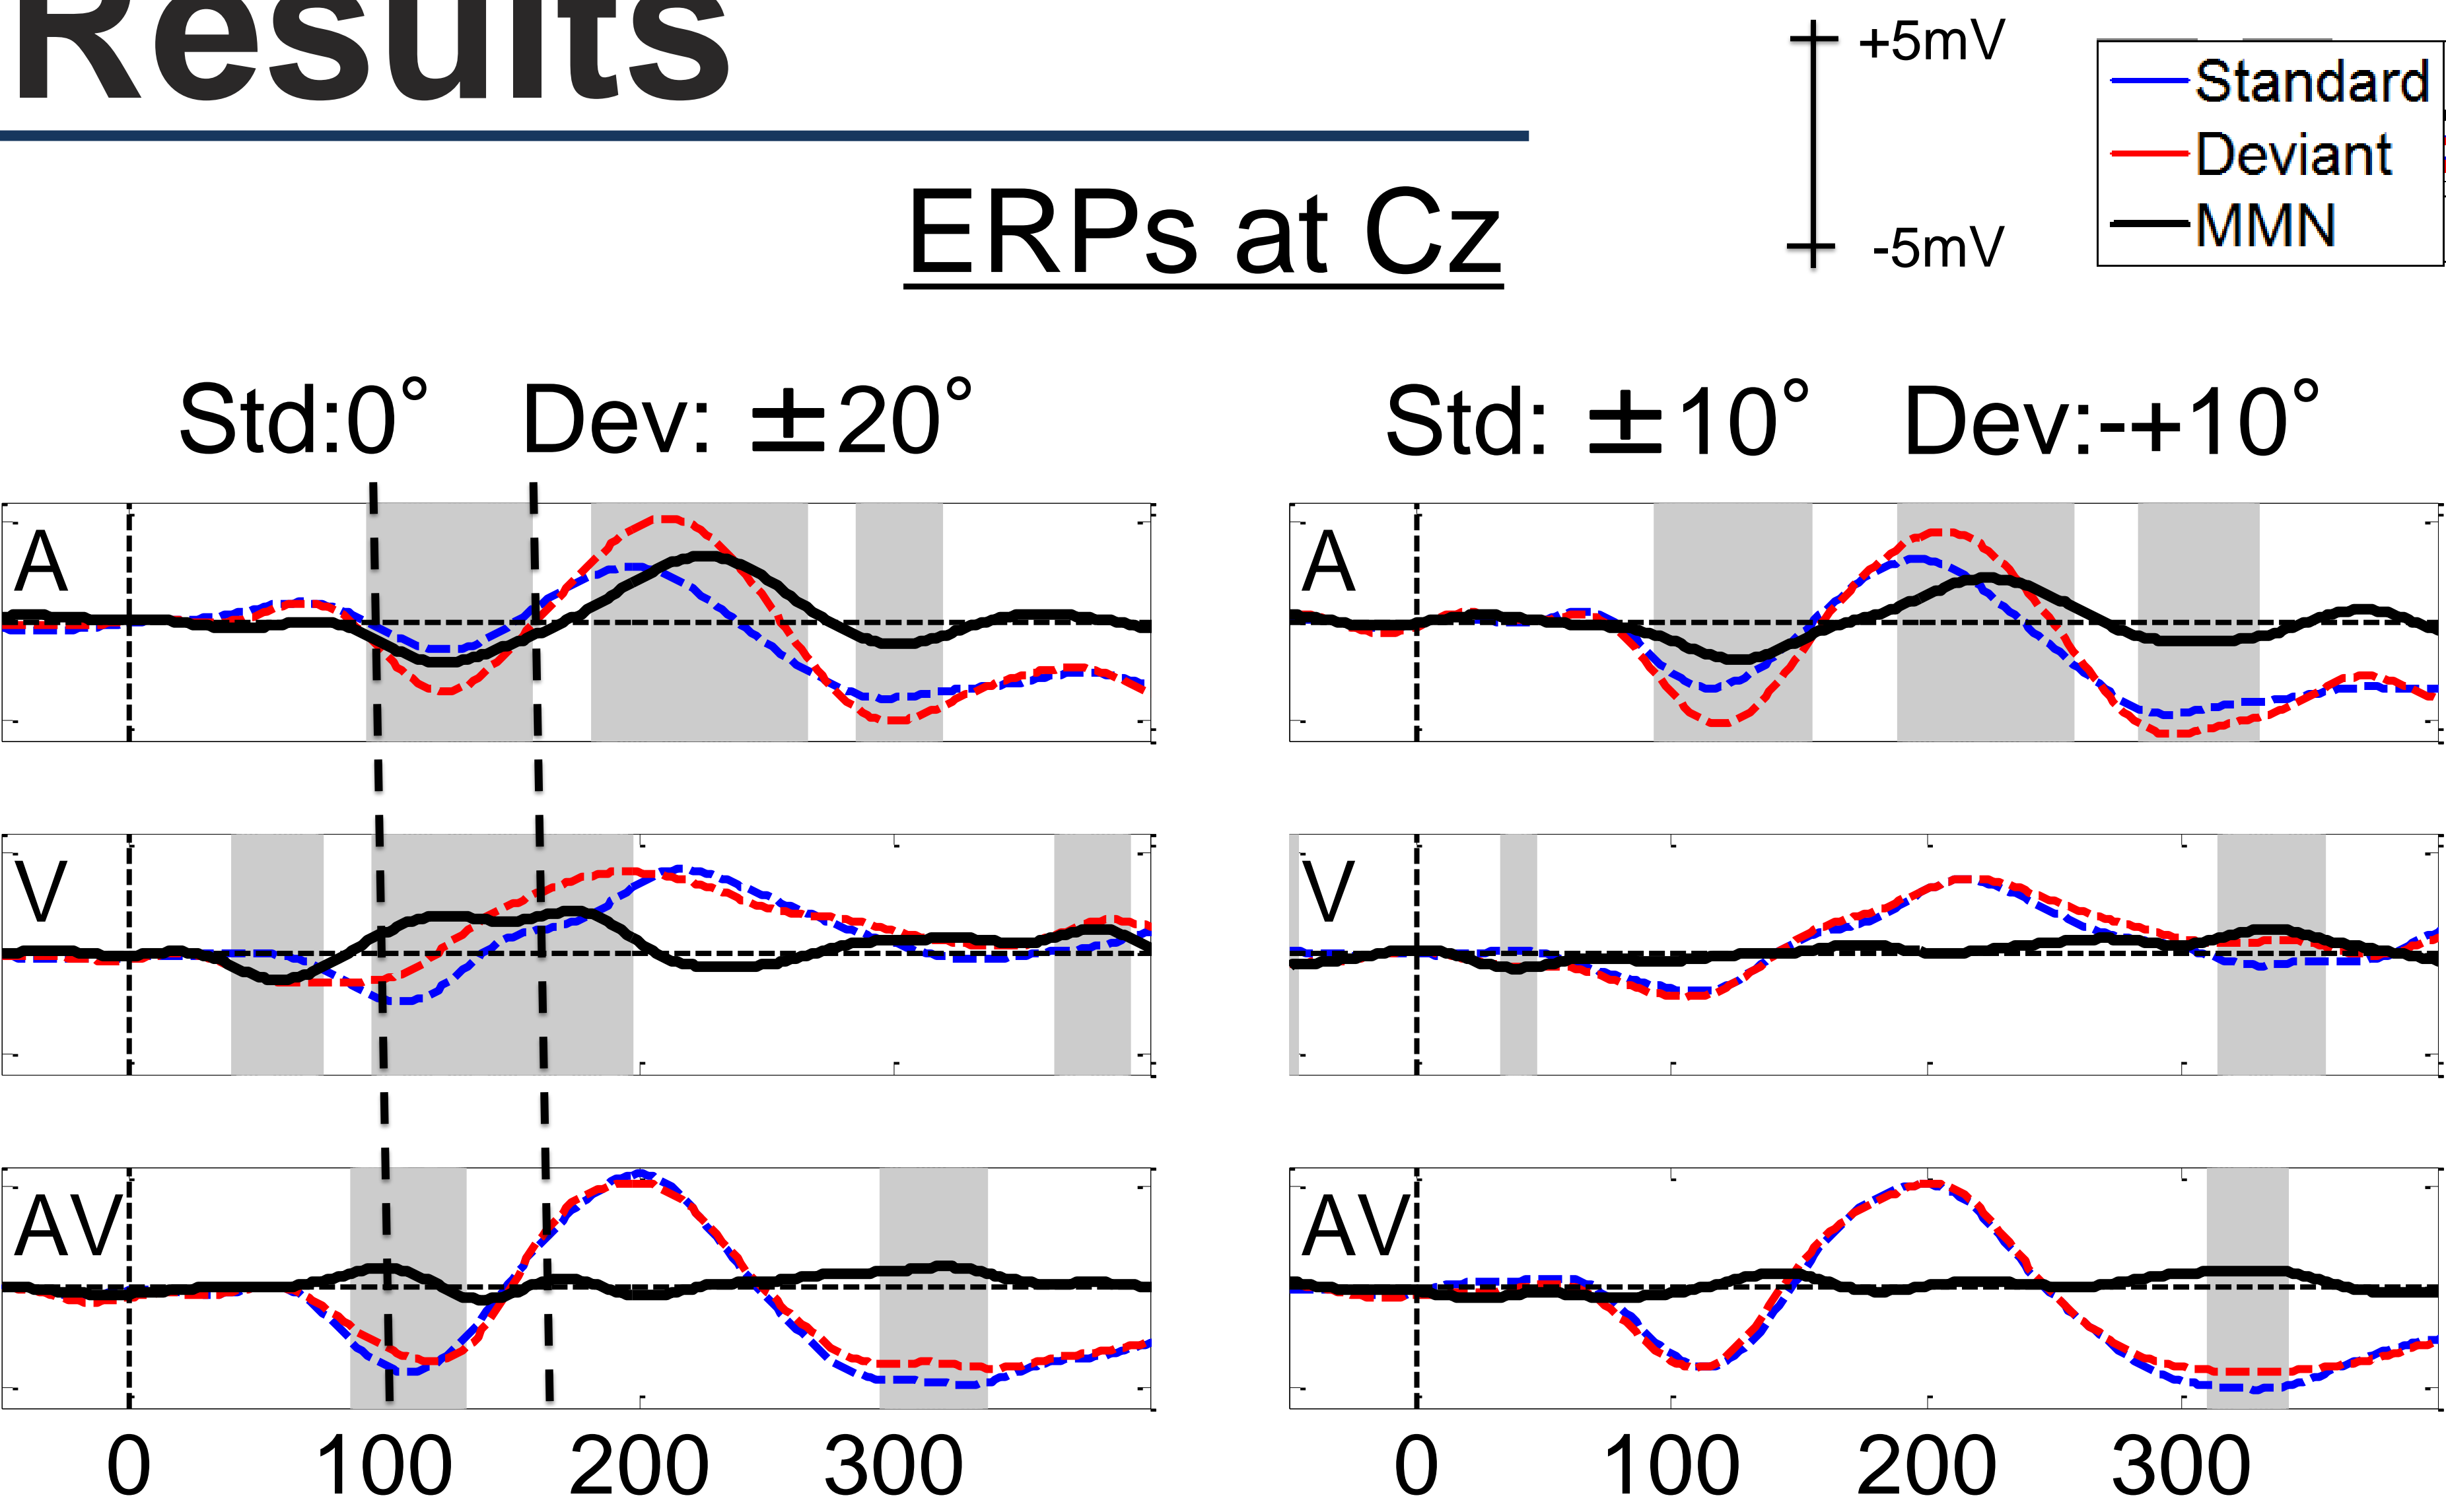 Results
+5mV
-5mV
Standard
Deviant
MMN
ERPs at Cz
Std:0° Dev: ±20°
Std: ±10° Dev:-+10°
A
A
V
V
AV
AV
0 100 200 300
0 100 200 300